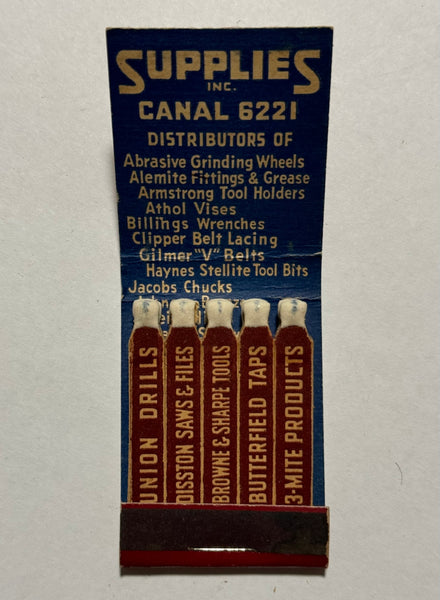 SUPPLIES
INC.
CANAL 6221
DISTRIBUTORS OF
Abrasive Grinding Wheels
Alemite Fittings & Grease
Armstrong Tool Holders
Athol Vises
Billings Wrenches
Clipper Belt Lacing
Gilmer "V" Belts
Haynes Stellite Tool Bits
Jacobs Chucks
UNION DRILLS
DISSTON SAWS & FILES
BROWNE & SHARPE TOOLS
BUTTERFIELD TAPS
3-MITE PRODUCTS